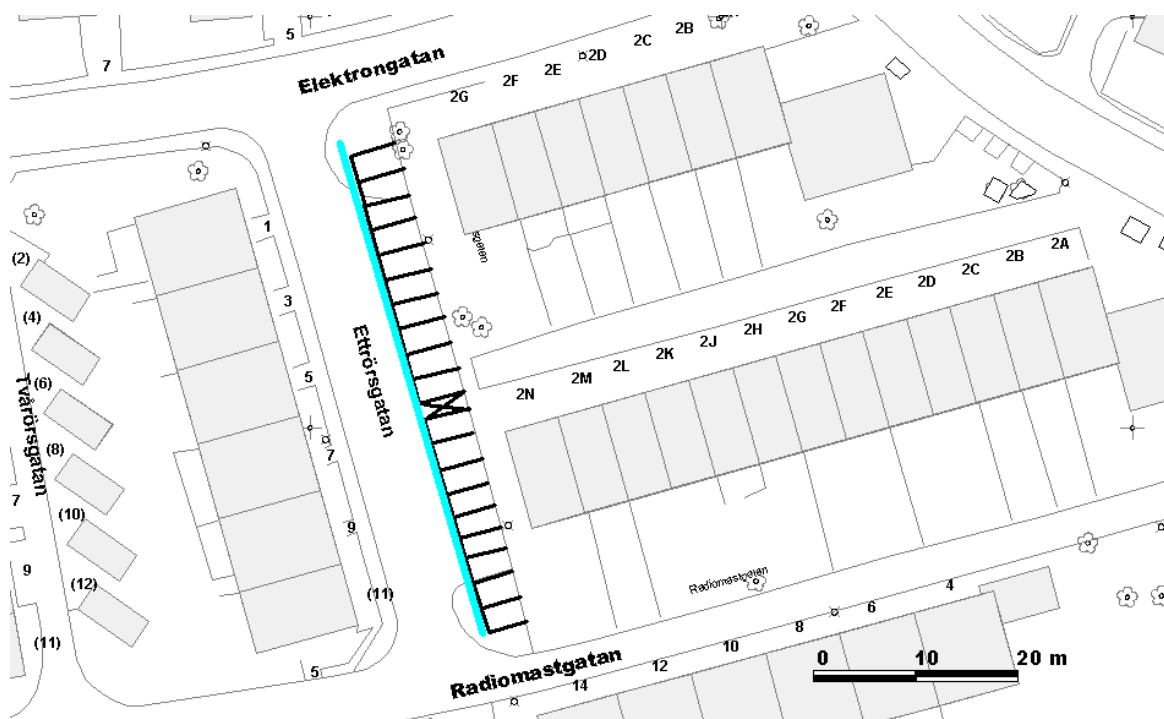 5
7
Elektrongatan
2G
2F
2E
2D
2C
2B
1
3
5
7
9
(11)
5
(2)
(4)
(6)
(8)
(10)
(12)
Tvårörsgatan
7
9
(11)
Ettrörsgatan
2N
2M
2L
2K
2J
2H
2G
2F
2E
2D
2C
2B
2A
Radiomastgatan
Radiomastgatan
14
12
10
8
6
4
0 10 20 m